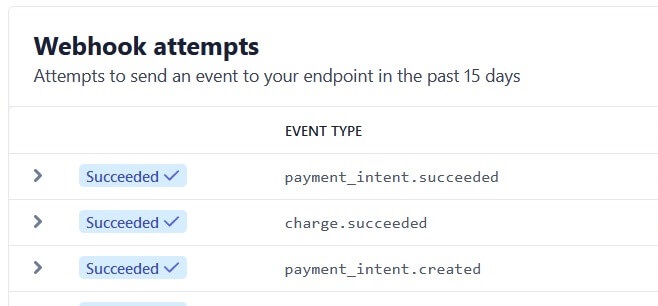 Webhook attempts
Attempts to send an event to your endpoint in the past 15 days
EVENT TYPE
Succeeded payment_intent.succeeded
Succeeded charge.succeeded
Succeeded payment_intent.created